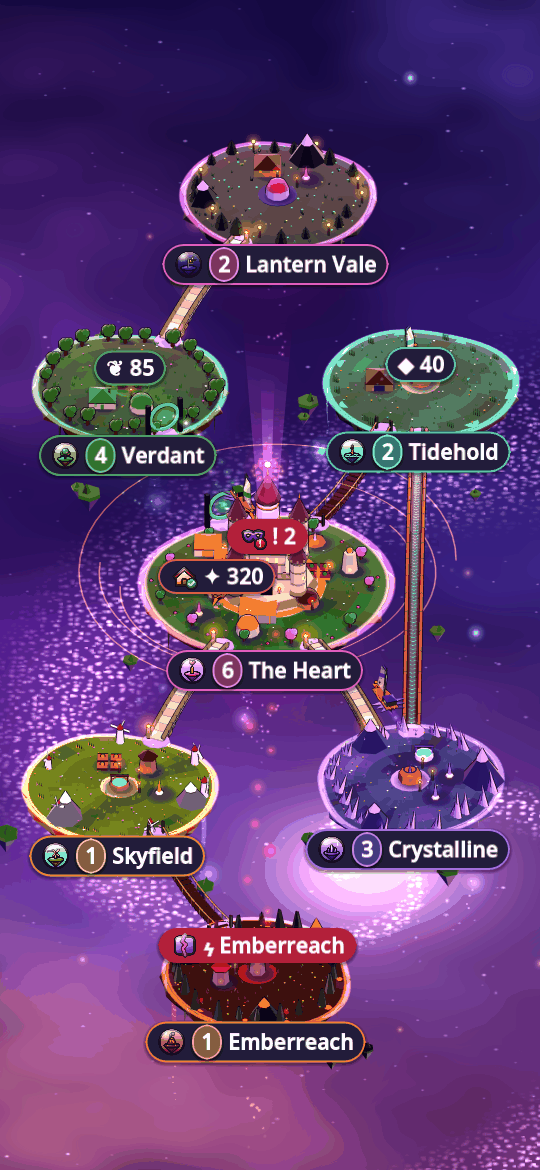 2 Lantern Vale
85
40
4 Verdant
2 Tidehold
! 2
320
6 The Heart
1 Skyfield
3 Crystalline
Emberreach
1 Emberreach